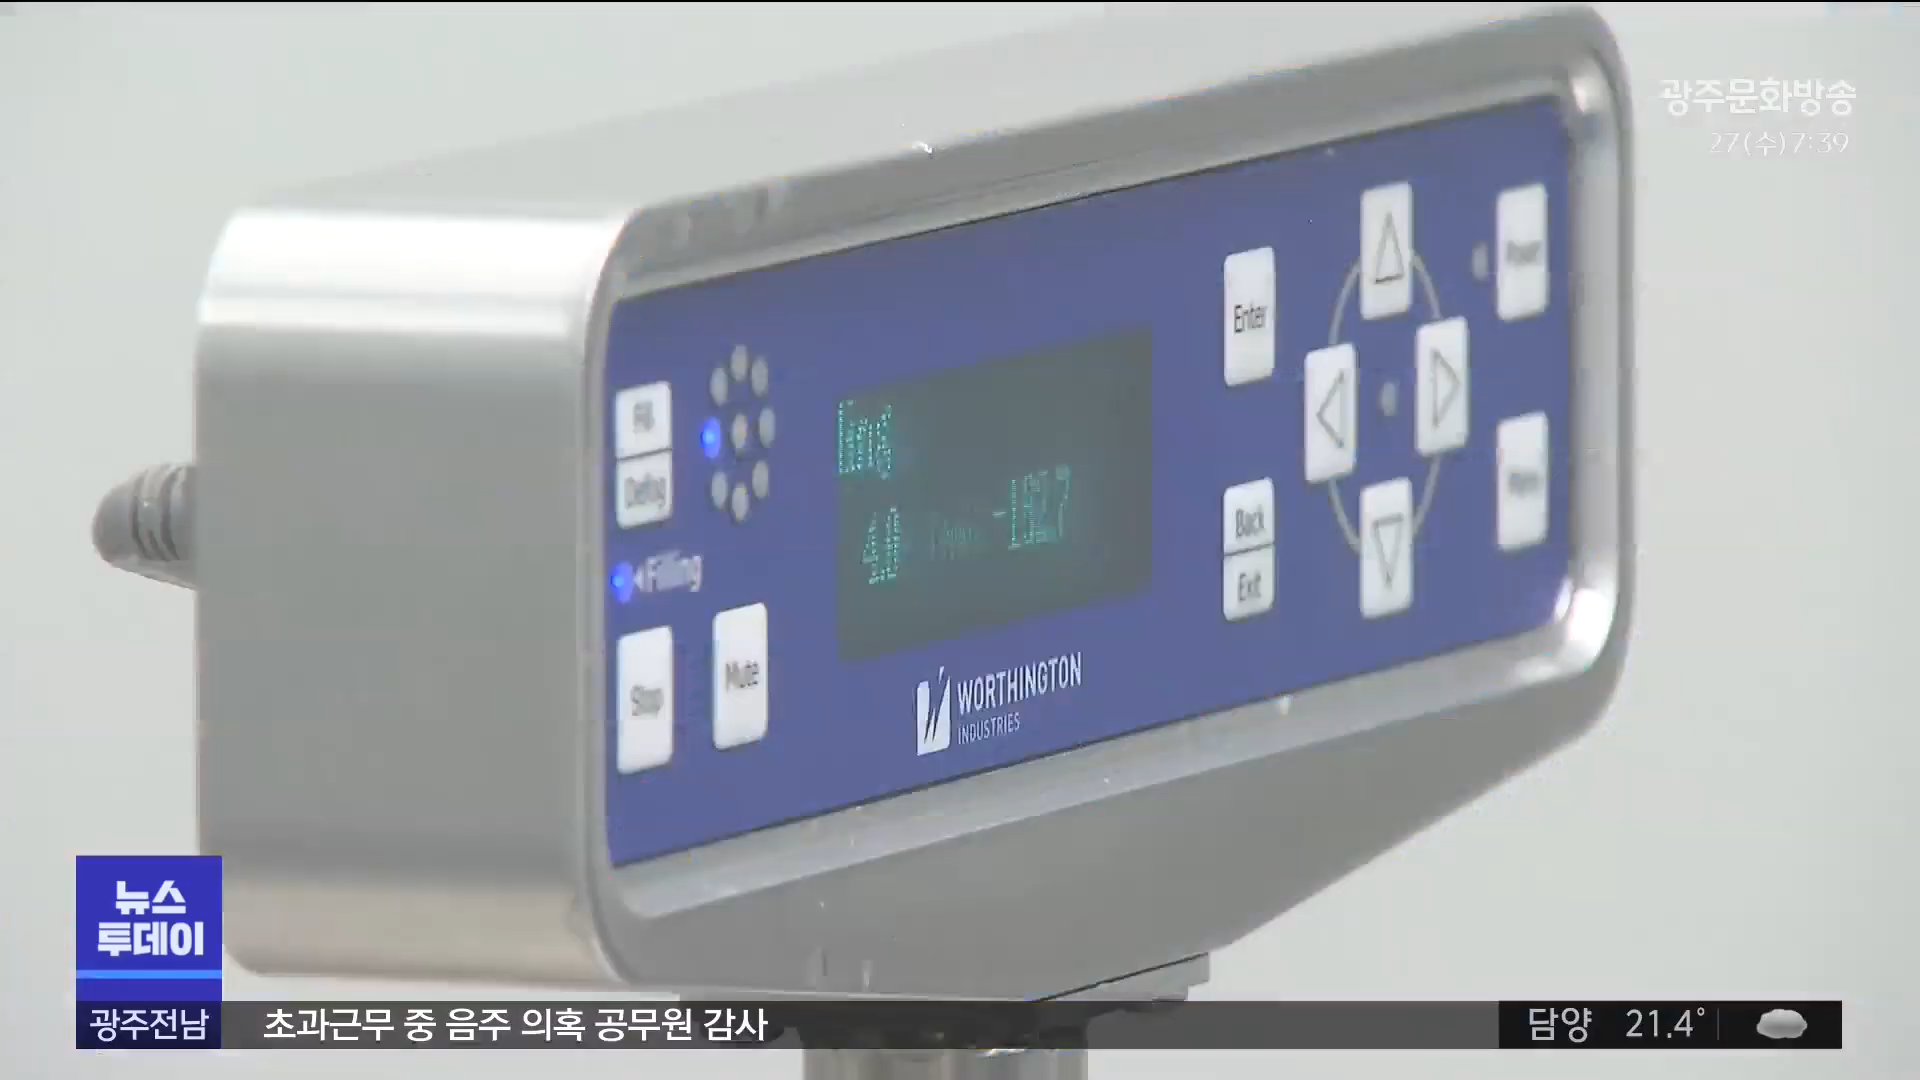 광주문화방송
27(수)7:39
Enter
Fill
Defog
Filling
Back
Exit
Stop
Mute
WORTHINGTON
INDUSTRIES
뉴스
투데이
광주전남
초과근무 중 음주 의혹 공무원 감사
담양 21.4°